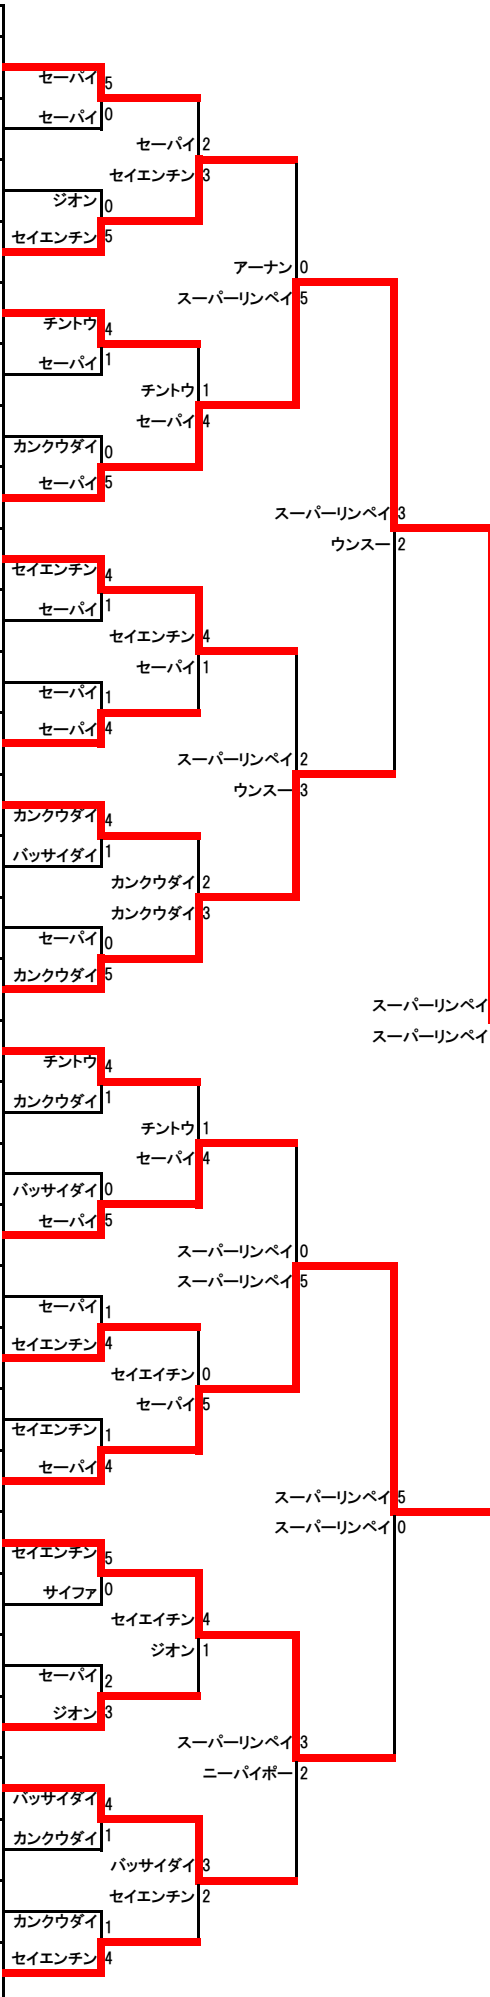 セーパイ 5
セーパイ 0
セーパイ 2
セイエンチン 3
ジオン 0
セイエンチン 5
アーナン 0
スーパーリンペイ 5
チントウ 4
セーパイ 1
チントウ 1
セーパイ 4
カンクウダイ 0
セーパイ 5
スーパーリンペイ 3
ウンスー 2
セイエンチン 4
セーパイ 1
セイエンチン 4
セーパイ 1
セーパイ 1
セーパイ 4
スーパーリンペイ 2
ウンスー 3
カンクウダイ 4
バッサイダイ 1
カンクウダイ 2
カンクウダイ 3
セーパイ 0
カンクウダイ 5
スーパーリンペイ
スーパーリンペイ
チントウ 4
カンクウダイ 1
チントウ 1
セーパイ 4
バッサイダイ 0
セーパイ 5
スーパーリンペイ 0
スーパーリンペイ 5
セーパイ 1
セイエンチン 4
セイエイチン 0
セーパイ 5
セイエンチン 1
セーパイ 4
スーパーリンペイ 5
スーパーリンペイ 0
セイエンチン 5
サイファ 0
セイエイチン 4
ジオン 1
セーパイ 2
ジオン 3
スーパーリンペイ 3
ニーパイポー 2
バッサイダイ 4
カンクウダイ 1
バッサイダイ 3
セイエンチン 2
カンクウダイ 1
セイエンチン 4